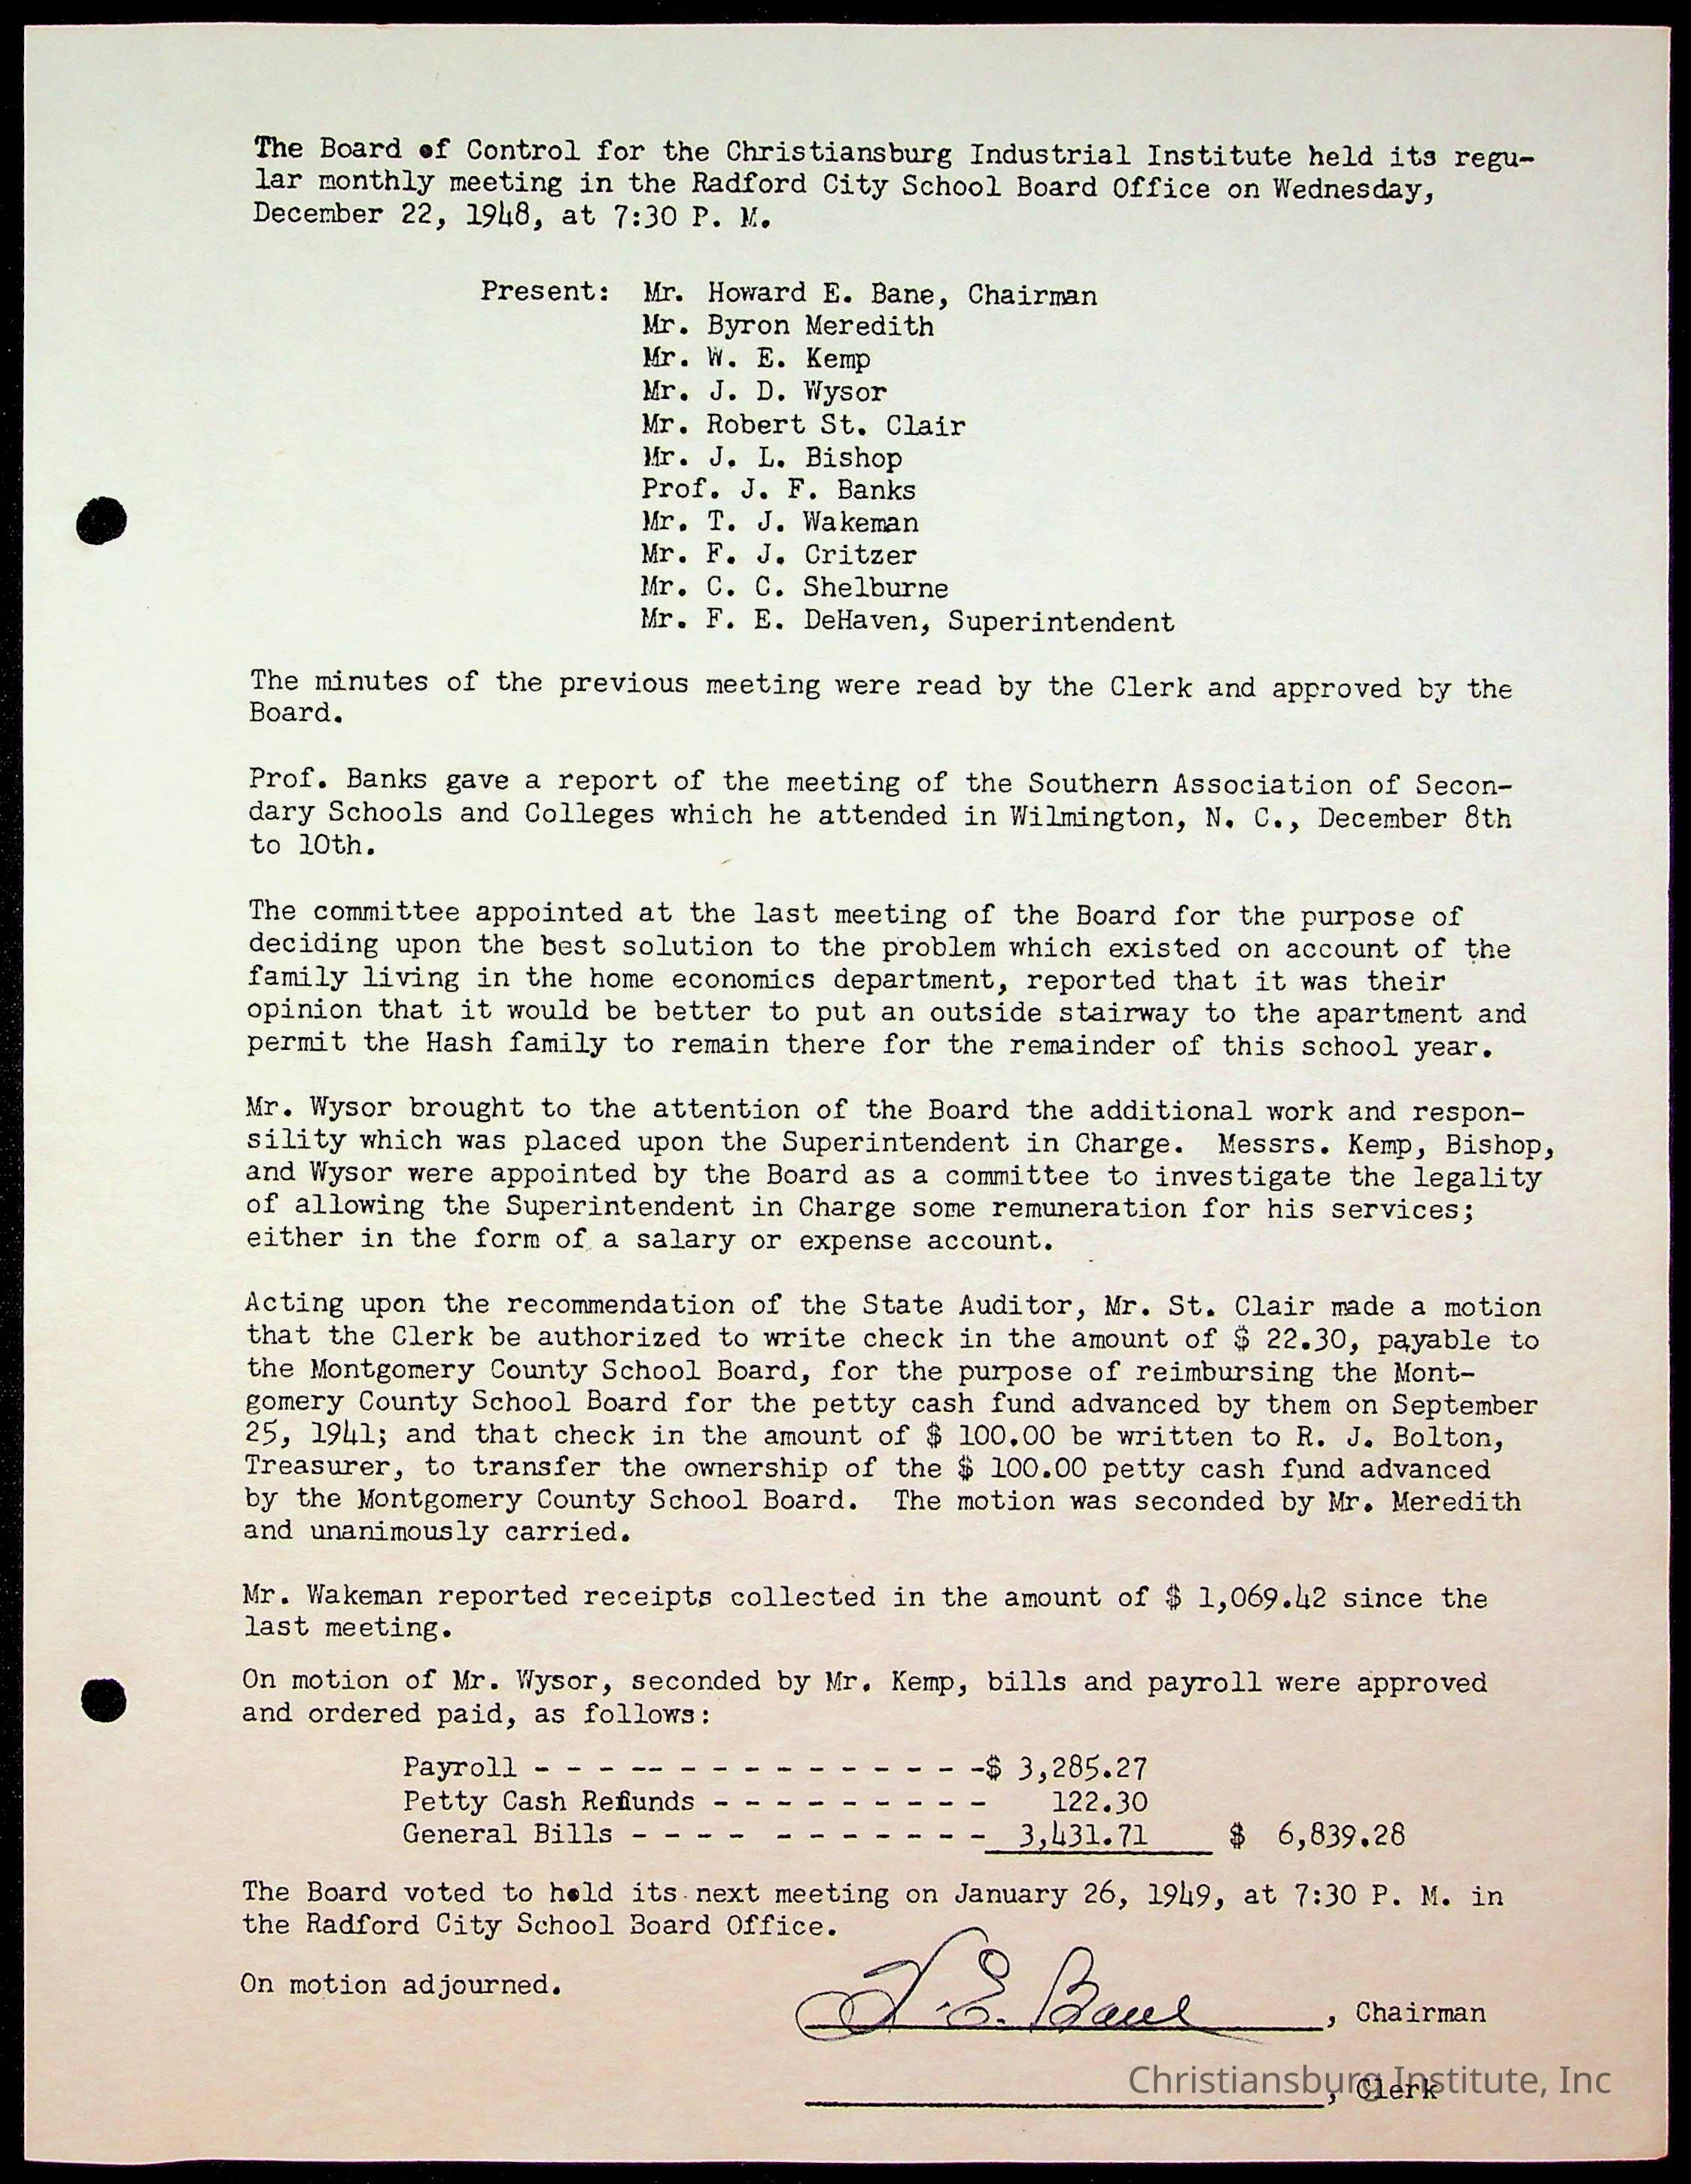 The Board of Control for the Christiansburg Industrial Institute held its regu-
lar monthly meeting in the Radford City School Board Office on Wednesday,
December 22, 1948, at 7:30 P. M.
Present: Mr. Howard E. Bane, Chairman
Mr. Byron Meredith
Mr. W. E. Kemp
Mr. J. D. Wysor
Mr. Robert St. Clair
Mr. J. L. Bishop
Prof. J. F. Banks
Mr. T. J. Wakeman
Mr. F. J. Critzer
Mr. C. C. Shelburne
Mr. F. E. DeHaven, Superintendent
The minutes of the previous meeting were read by the Clerk and approved by the
Board.
Prof. Banks gave a report of the meeting of the Southern Association of Secon-
dary Schools and Colleges which he attended in Wilmington, N. C., December 8th
to 10th.
The committee appointed at the last meeting of the Board for the purpose of
deciding upon the best solution to the problem which existed on account of the
family living in the home economics department, reported that it was their
opinion that it would be better to put an outside stairway to the apartment and
permit the Hash family to remain there for the remainder of this school year.
Mr. Wysor brought to the attention of the Board the additional work and respon-
sility which was placed upon the Superintendent in Charge. Messrs. Kemp, Bishop,
and Wysor were appointed by the Board as a committee to investigate the legality
of allowing the Superintendent in Charge some remuneration for his services;
either in the form of a salary or expense account.
Acting upon the recommendation of the State Auditor, Mr. St. Clair made a motion
that the Clerk be authorized to write check in the amount of $ 22.30, payable to
the Montgomery County School Board, for the purpose of reimbursing the Mont-
gomery County School Board for the petty cash fund advanced by them on September
25, 1941; and that check in the amount of $ 100.00 be written to R. J. Bolton,
Treasurer, to transfer the ownership of the $ 100.00 petty cash fund advanced
by the Montgomery County School Board. The motion was seconded by Mr. Meredith
and unanimously carried.
Mr. Wakeman reported receipts collected in the amount of $ 1,069.42 since the
last meeting.
On motion of Mr. Wysor, seconded by Mr. Kemp, bills and payroll were approved
and ordered paid, as follows:
Payroll - - - -- - - - - - - - - - - -$ 3,285.27
Petty Cash Refunds - - - - - - - - - 122.30
General Bills - - - - - - - - - - - 3,431.71 $ 6,839.28
The Board voted to hold its next meeting on January 26, 1949, at 7:30 P. M. in
the Radford City School Board Office.
On motion adjourned.
H. E. Bane, Chairman
Christiansburg Institute, Inc
, Clerk